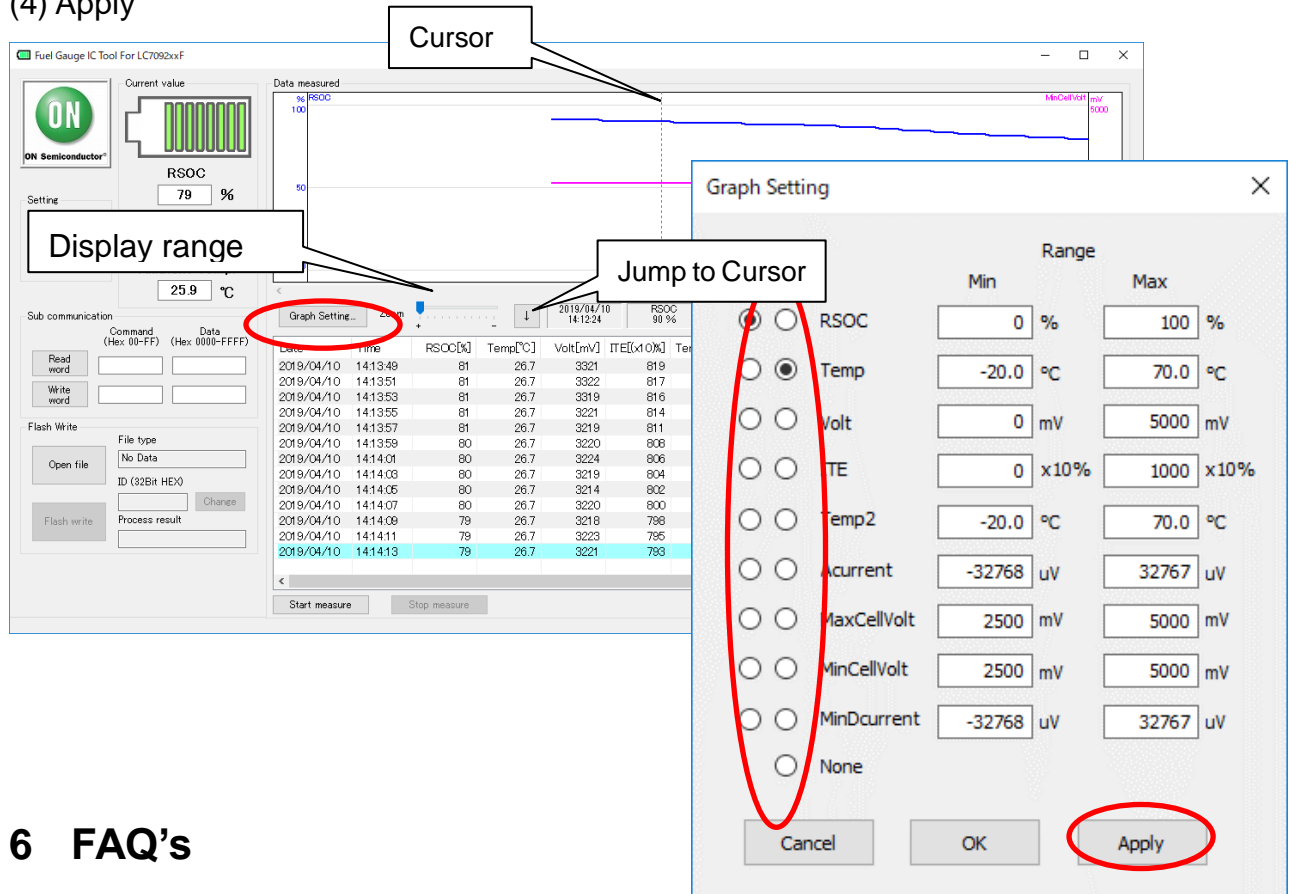 (4) Apply
Cursor
Fuel Gauge IC Tool For LC7092xxF
Current value
Data measured
% RSOC
MinCellVolt mV
100
5000
ON
ON Semiconductor®
RSOC
79 %
50
Setting
Display range
Jump to Cursor
25.9 ℃
Graph Setting...
Zoom
+
-
↓
2019/04/10
14:12:24
RSOC
90 %
Sub communication
Command
(Hex 00-FF)
Data
(Hex 0000-FFFF)
Read
word
Write
word
Flash Write
File type
Open file
No Data
ID (32Bit HEX)
Change
Flash write
Process result
Date Time RSOC[%] Temp[℃] Volt[mV] ITE[(x10)%]
2019/04/10 14:13:49 81 26.7 3321 819
2019/04/10 14:13:51 81 26.7 3322 817
2019/04/10 14:13:53 81 26.7 3319 816
2019/04/10 14:13:55 81 26.7 3221 814
2019/04/10 14:13:57 81 26.7 3219 811
2019/04/10 14:13:59 80 26.7 3220 808
2019/04/10 14:14:01 80 26.7 3224 806
2019/04/10 14:14:03 80 26.7 3219 804
2019/04/10 14:14:05 80 26.7 3214 802
2019/04/10 14:14:07 80 26.7 3220 800
2019/04/10 14:14:09 79 26.7 3218 798
2019/04/10 14:14:11 79 26.7 3223 795
2019/04/10 14:14:13 79 26.7 3221 793
Start measure
Stop measure
Graph Setting
Range
Min Max
RSOC 0 % 100 %
Temp -20.0 ºC 70.0 ºC
Volt 0 mV 5000 mV
ITE 0 x10% 1000 x10%
Temp2 -20.0 ºC 70.0 ºC
Acurrent -32768 uV 32767 uV
MaxCellVolt 2500 mV 5000 mV
MinCellVolt 2500 mV 5000 mV
MinDcurrent -32768 uV 32767 uV
None
Cancel OK Apply
6 FAQ’s